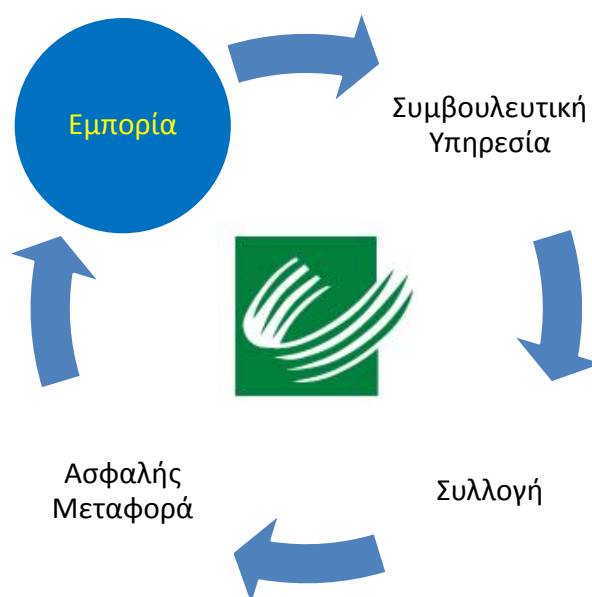 Εμπορία
Συμβουλευτική
Υπηρεσία
Συλλογή
Ασφαλής
Μεταφορά